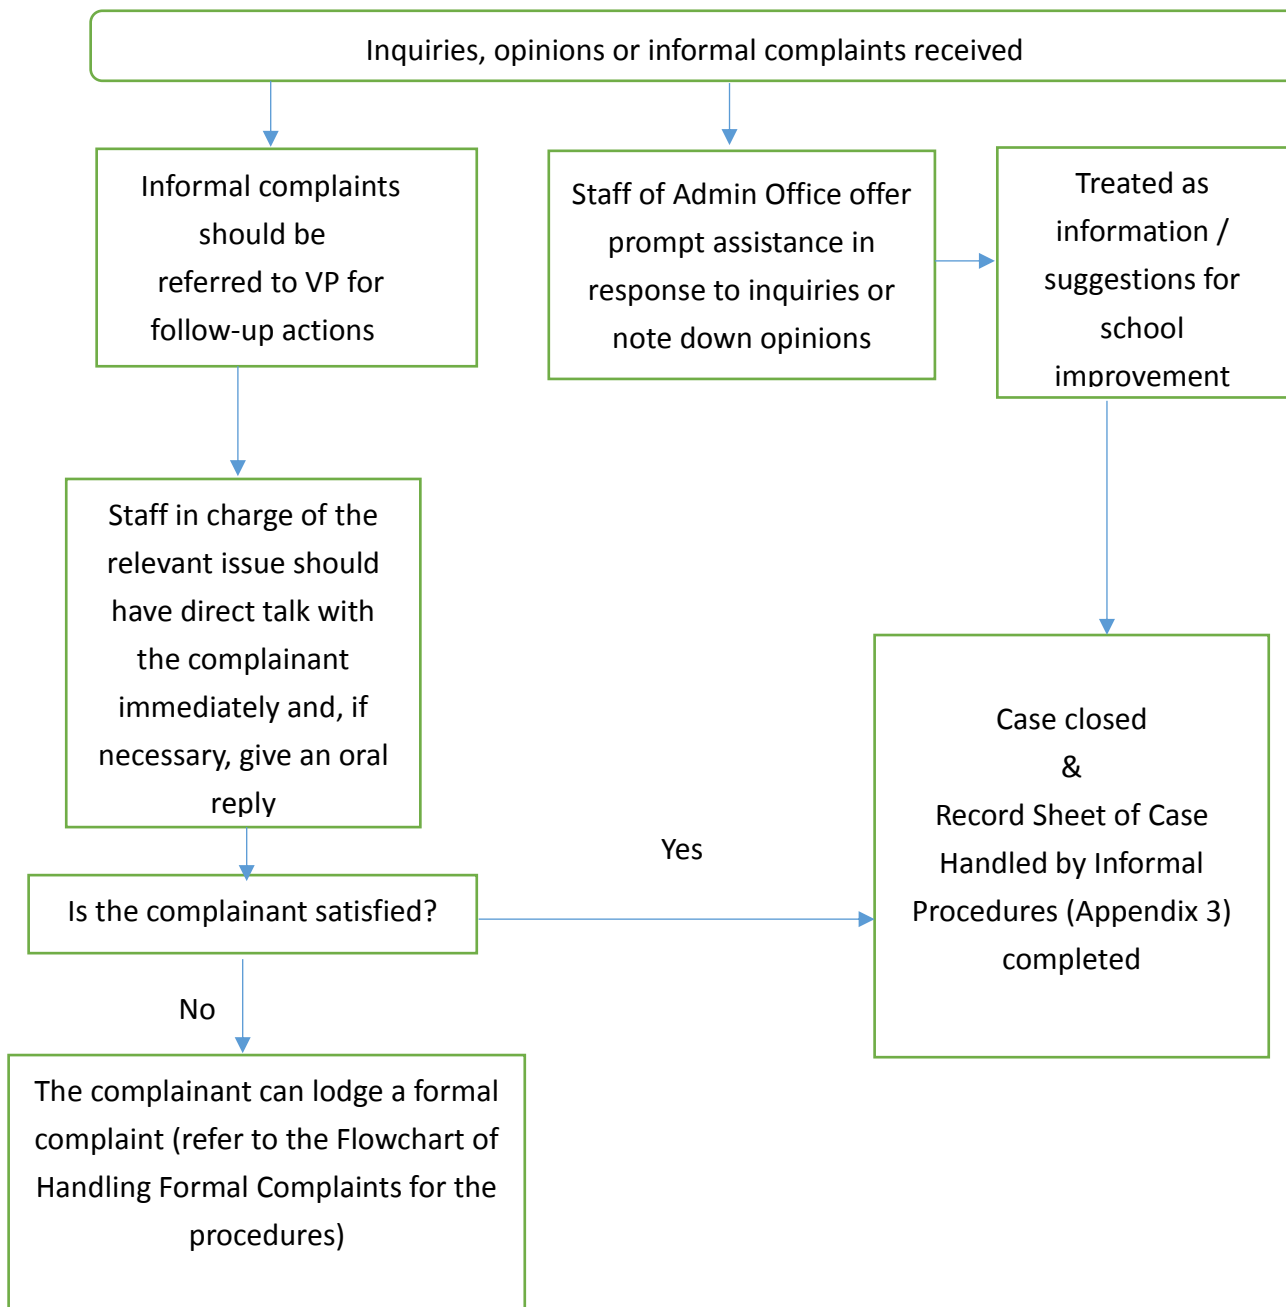 Inquiries, opinions or informal complaints received
Informal complaints
should be
referred to VP for
follow-up actions
Staff of Admin Office offer
prompt assistance in
response to inquiries or
note down opinions
Treated as
information /
suggestions for
school
improvement
Staff in charge of the
relevant issue should
have direct talk with
the complainant
immediately and, if
necessary, give an oral
reply
Is the complainant satisfied?
Yes
No
Case closed
&
Record Sheet of Case
Handled by Informal
Procedures (Appendix 3)
completed
The complainant can lodge a formal
complaint (refer to the Flowchart of
Handling Formal Complaints for the
procedures)